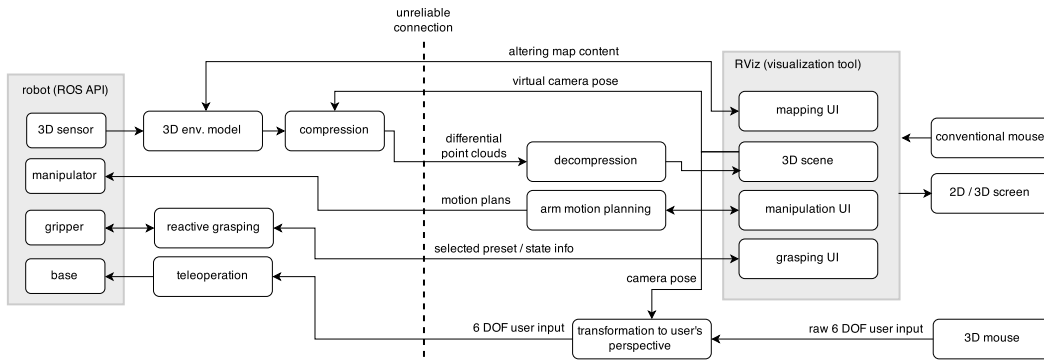 unreliable
connection
altering map content
RViz (visualization tool)
robot (ROS API)
virtual camera pose
mapping UI
3D sensor
3D env. model
compression
conventional mouse
differential
point clouds
decompression
3D scene
manipulator
2D / 3D screen
motion plans
arm motion planning
manipulation UI
gripper
reactive grasping
selected preset / state info
grasping UI
base
teleoperation
camera pose
6 DOF user input
transformation to user's
perspective
raw 6 DOF user input
3D mouse